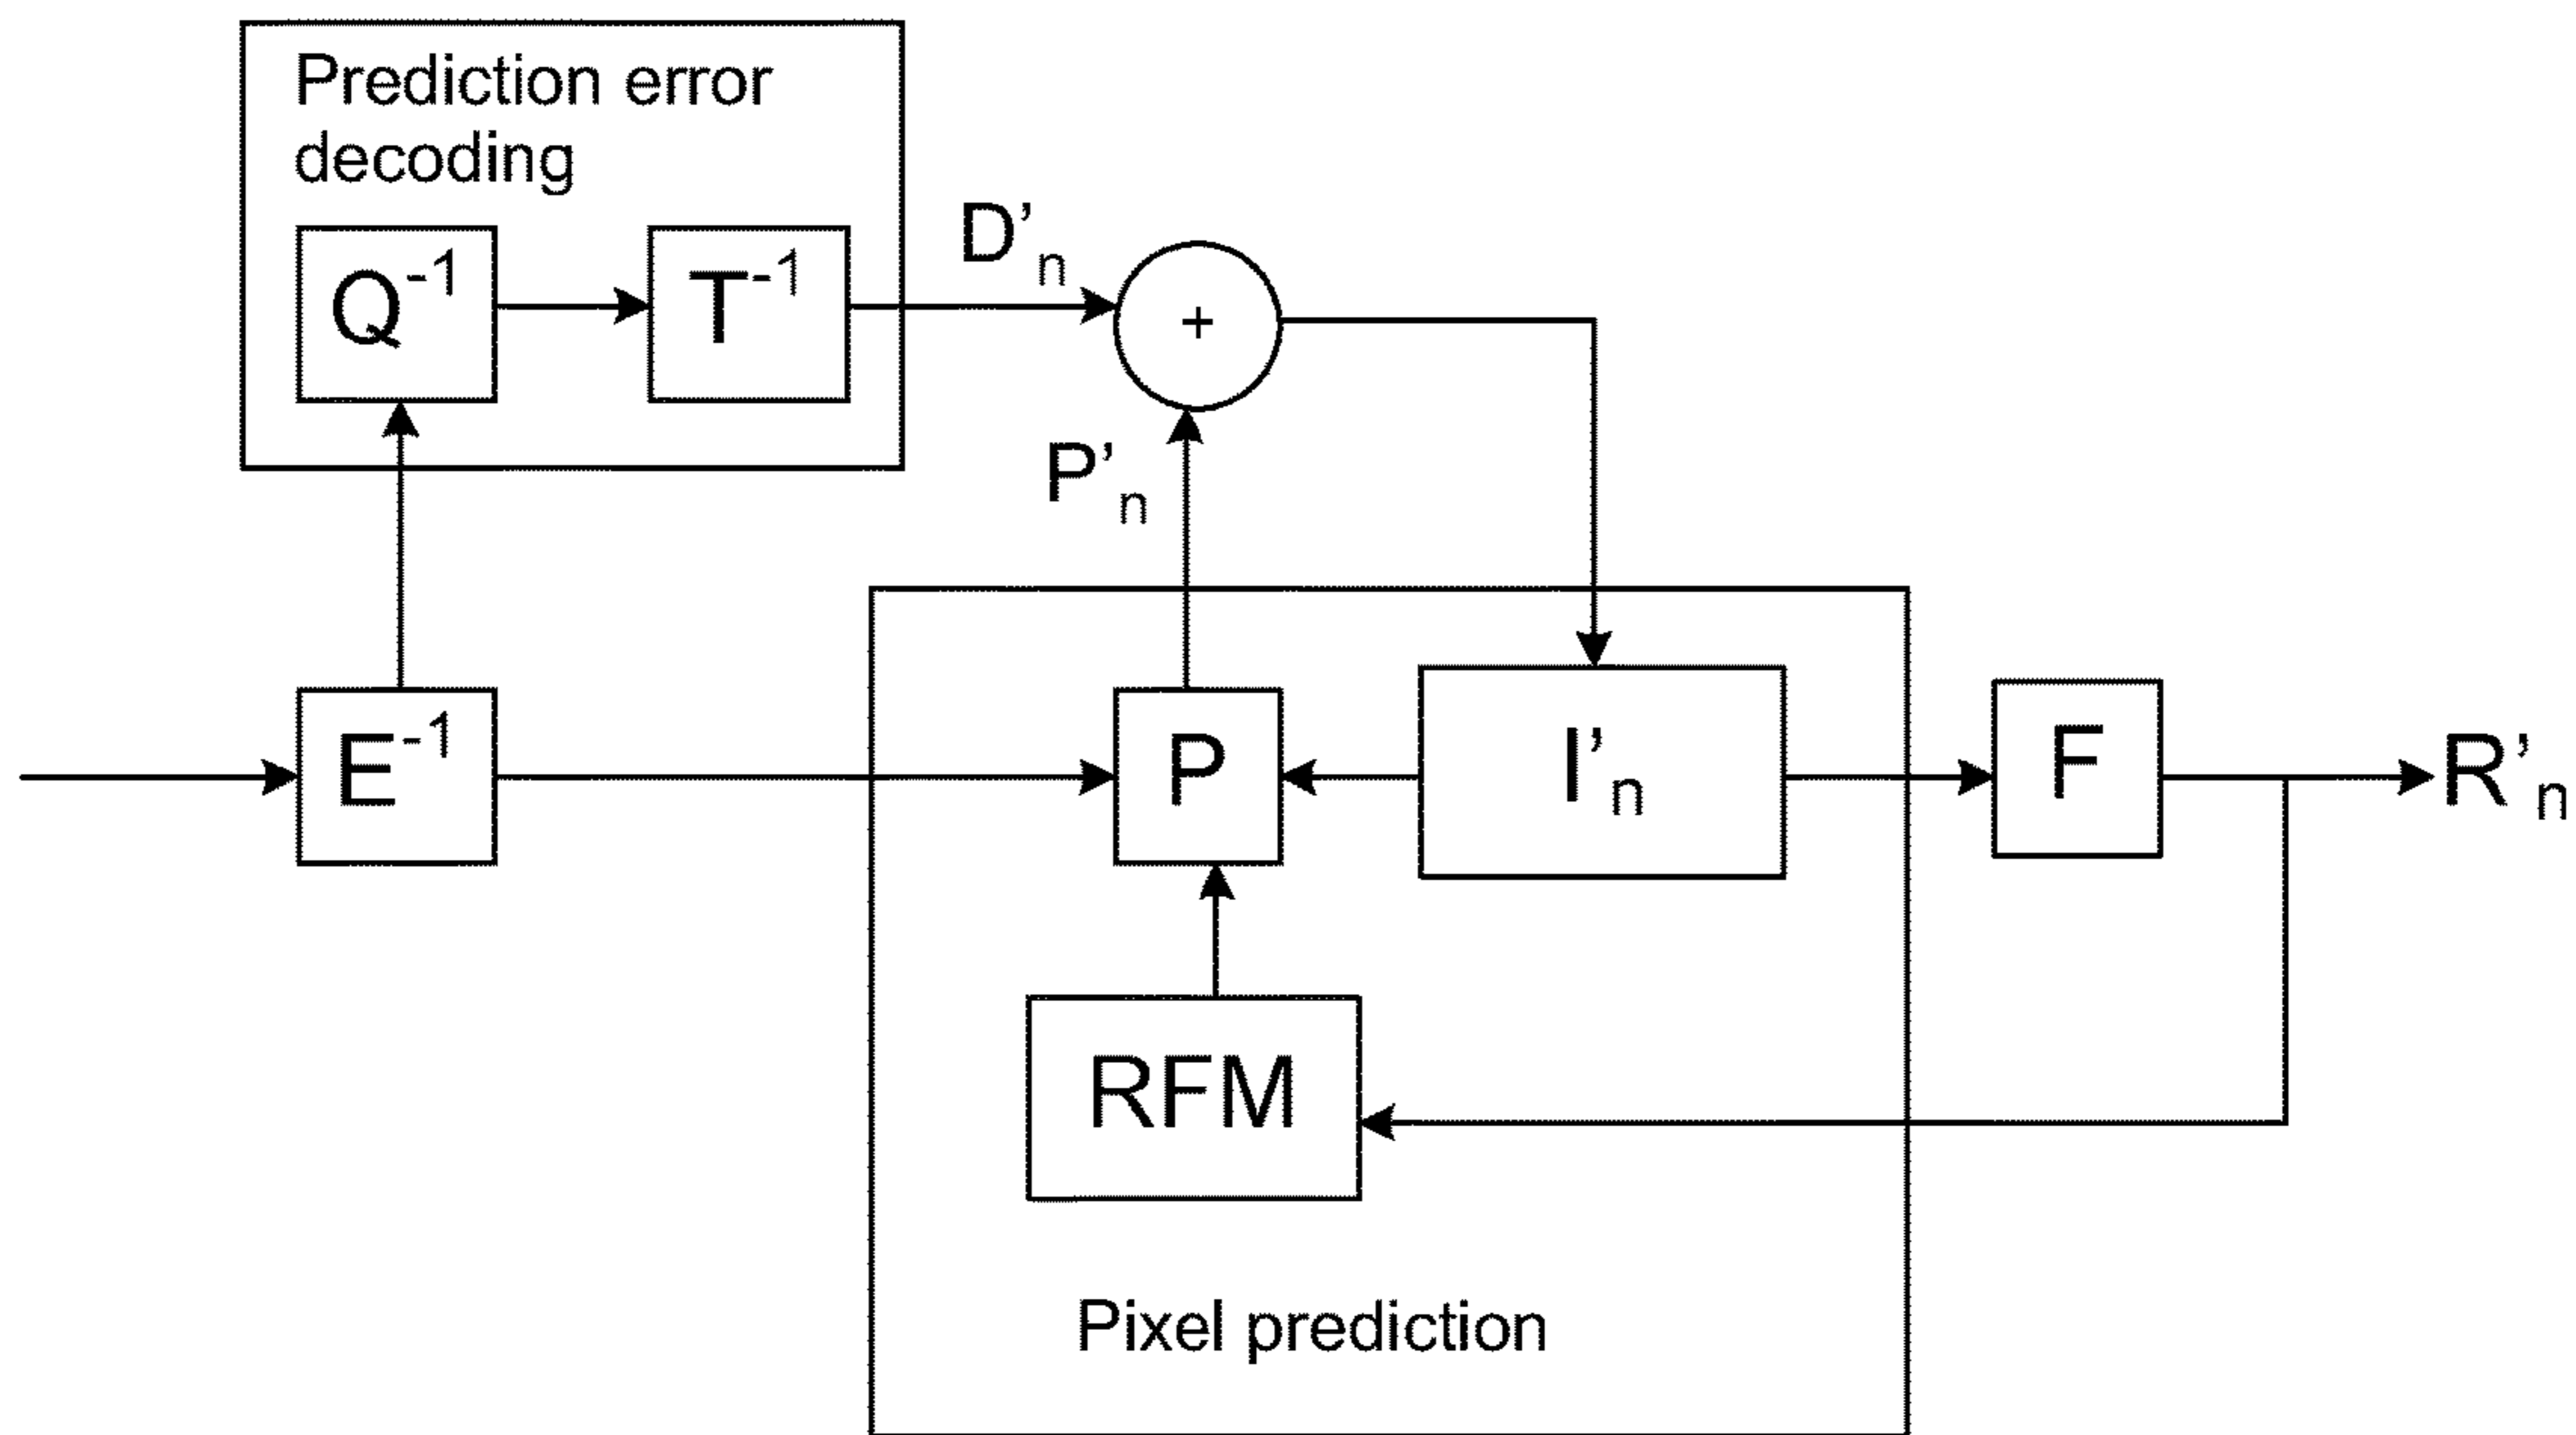 Prediction error
decoding
Q⁻¹
T⁻¹
D’ₙ
+
P’ₙ
E⁻¹
P
I’ₙ
F
R’ₙ
RFM
Pixel prediction